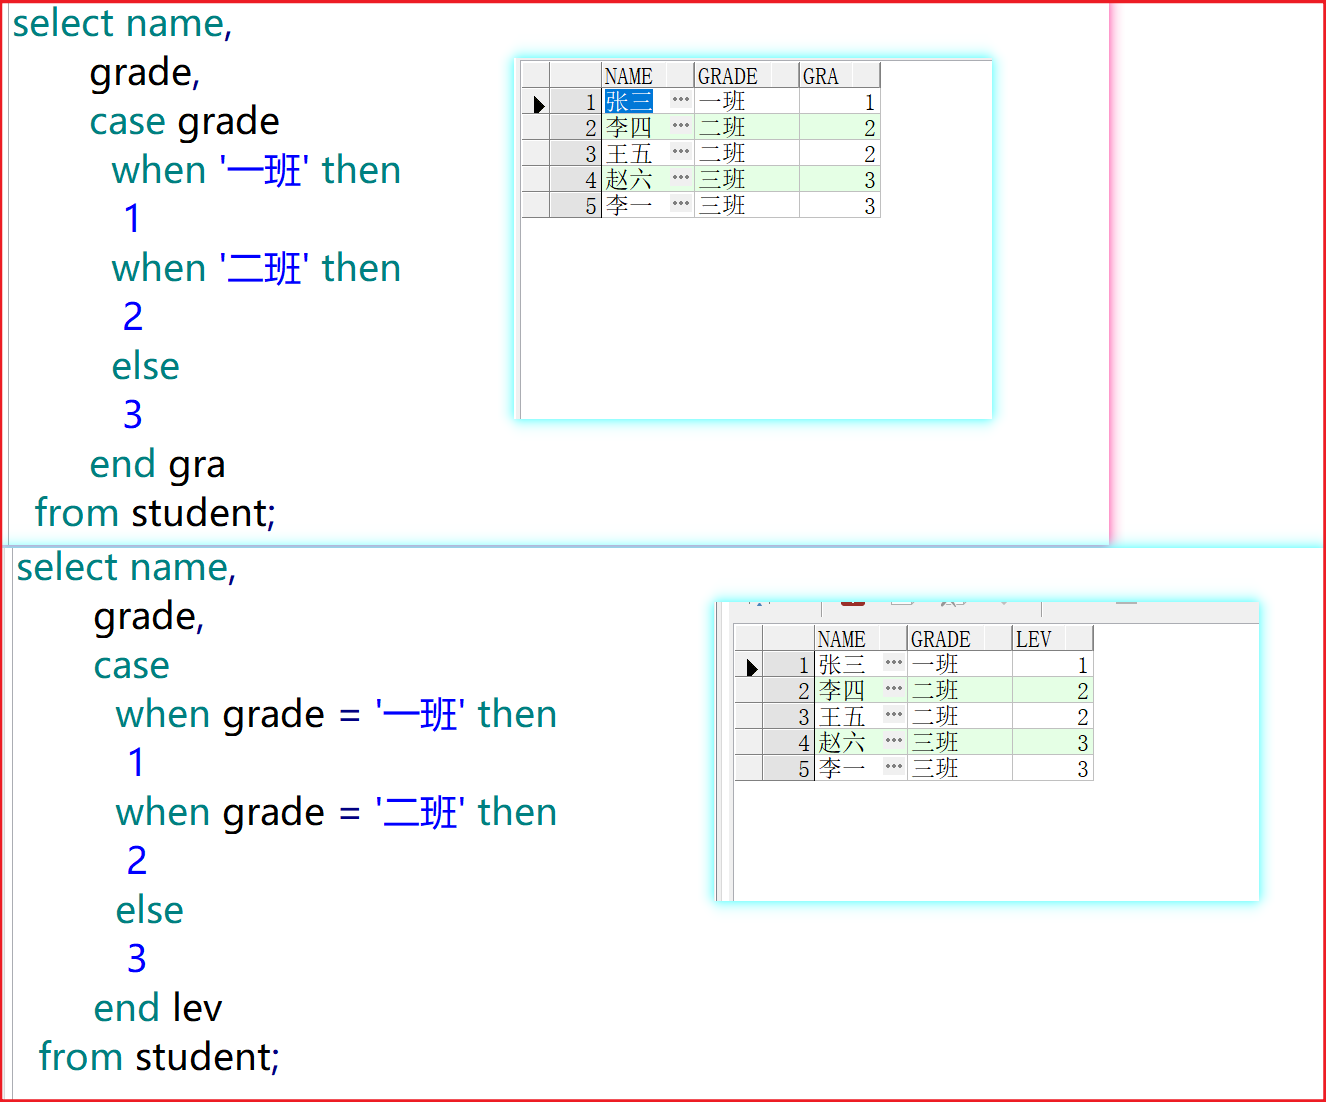 select name,
grade,
case grade
when '一班' then
1
when '二班' then
2
else
3
end gra
from student;
NAME GRADE GRA
1 张三 ··· 一班 1
2 李四 ··· 二班 2
3 王五 ··· 二班 2
4 赵六 ··· 三班 3
5 李一 ··· 三班 3
select name,
grade,
case
when grade = '一班' then
1
when grade = '二班' then
2
else
3
end lev
from student;
NAME GRADE LEV
1 张三 ··· 一班 1
2 李四 ··· 二班 2
3 王五 ··· 二班 2
4 赵六 ··· 三班 3
5 李一 ··· 三班 3